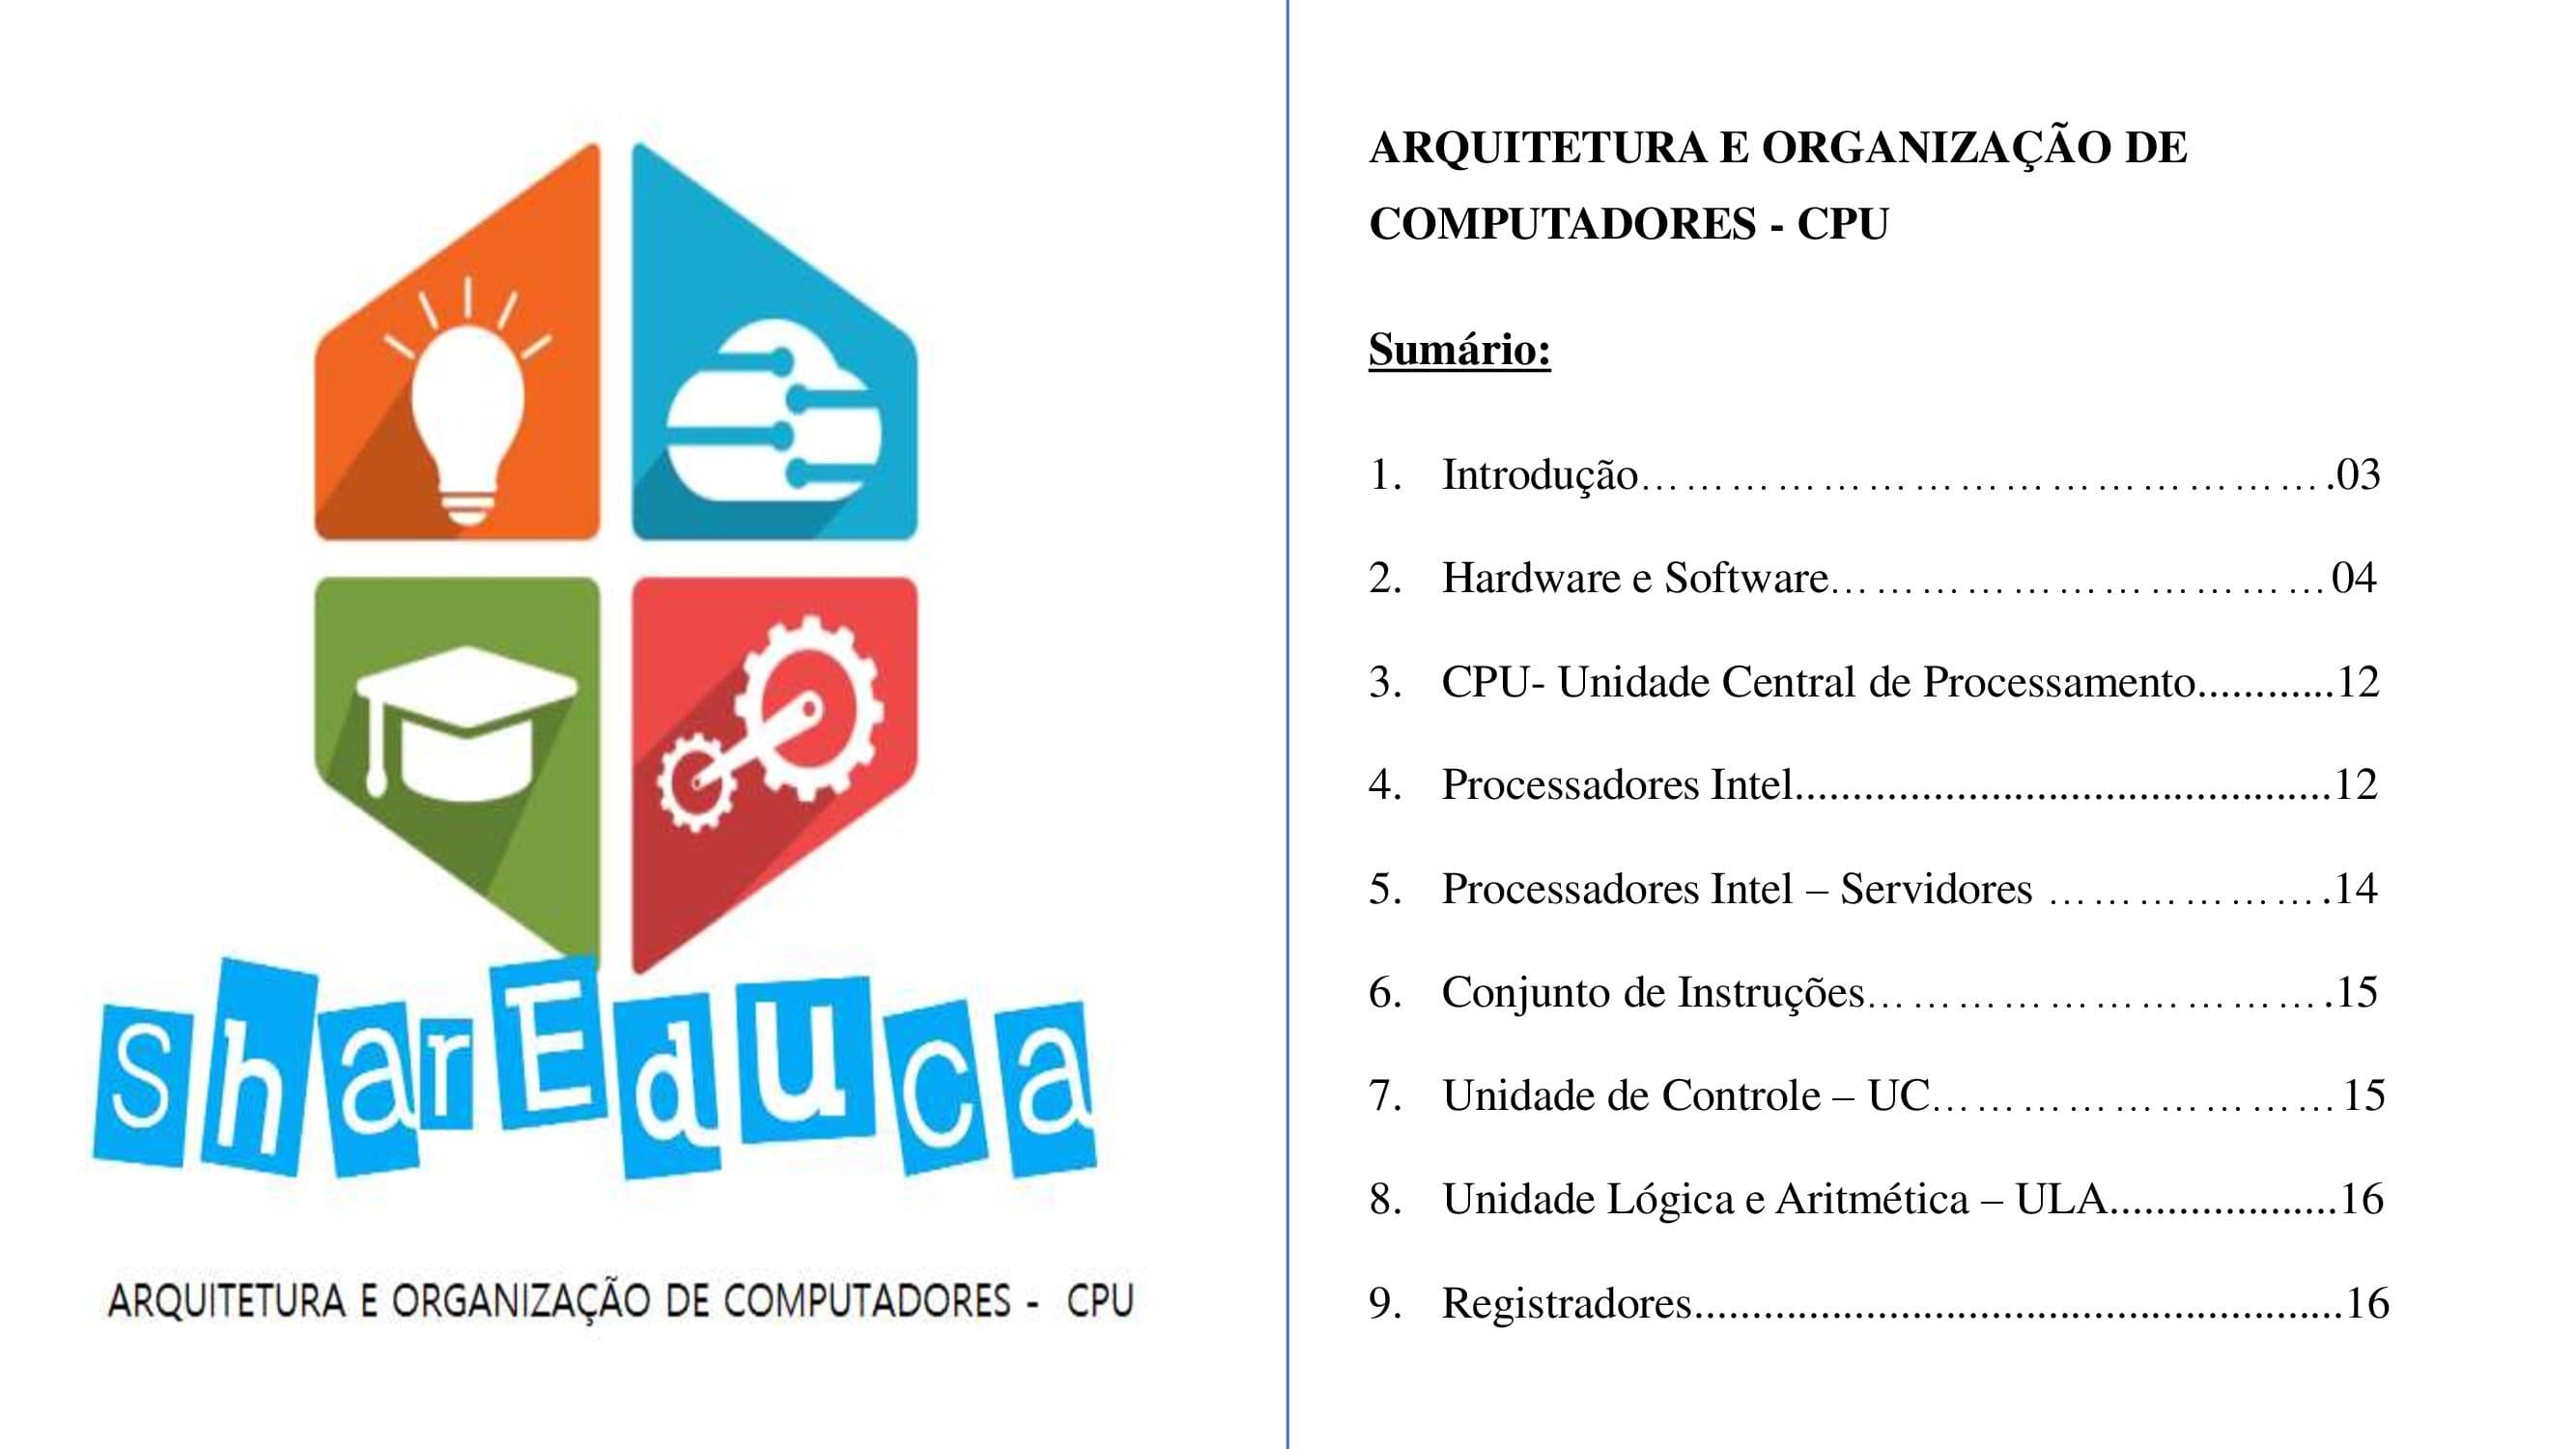 sharEduca
ARQUITETURA E ORGANIZAÇÃO DE COMPUTADORES - CPU
ARQUITETURA E ORGANIZAÇÃO DE
COMPUTADORES - CPU
Sumário:
1. Introdução…………………………………………….03
2. Hardware e Software………………………………04
3. CPU- Unidade Central de Processamento............12
4. Processadores Intel..............................................12
5. Processadores Intel – Servidores ……………….14
6. Conjunto de Instruções…………………………….15
7. Unidade de Controle – UC…………………………15
8. Unidade Lógica e Aritmética – ULA....................16
9. Registradores........................................................16